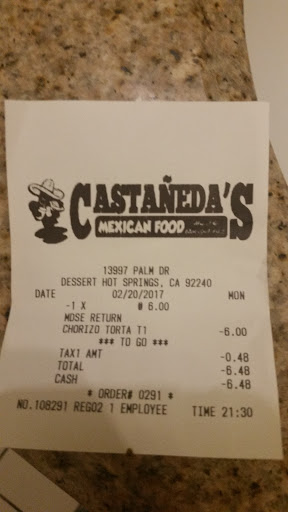 CASTAÑEDA'S
MEXICAN FOOD
13997 PALM DR
DESSERT HOT SPRINGS, CA 92240
DATE 02/20/2017 MON
-1 X @ 6.00
MDSE RETURN
CHORIZO TORTA T1 -6.00
*** TO GO ***
TAX1 AMT -0.48
TOTAL -6.48
CASH -6.48
* ORDER# 0291 *
NO.108291 REG02 1 EMPLOYEE TIME 21:30